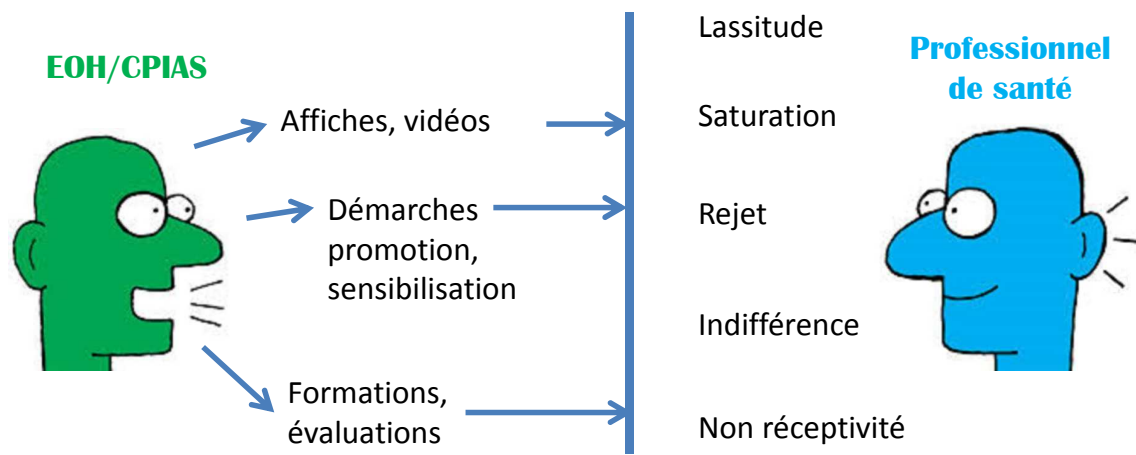 EOH/CPIAS
Affiches, vidéos
Démarches
promotion,
sensibilisation
Formations,
évaluations
Lassitude
Saturation
Rejet
Indifférence
Non réceptivité
Professionnel
de santé